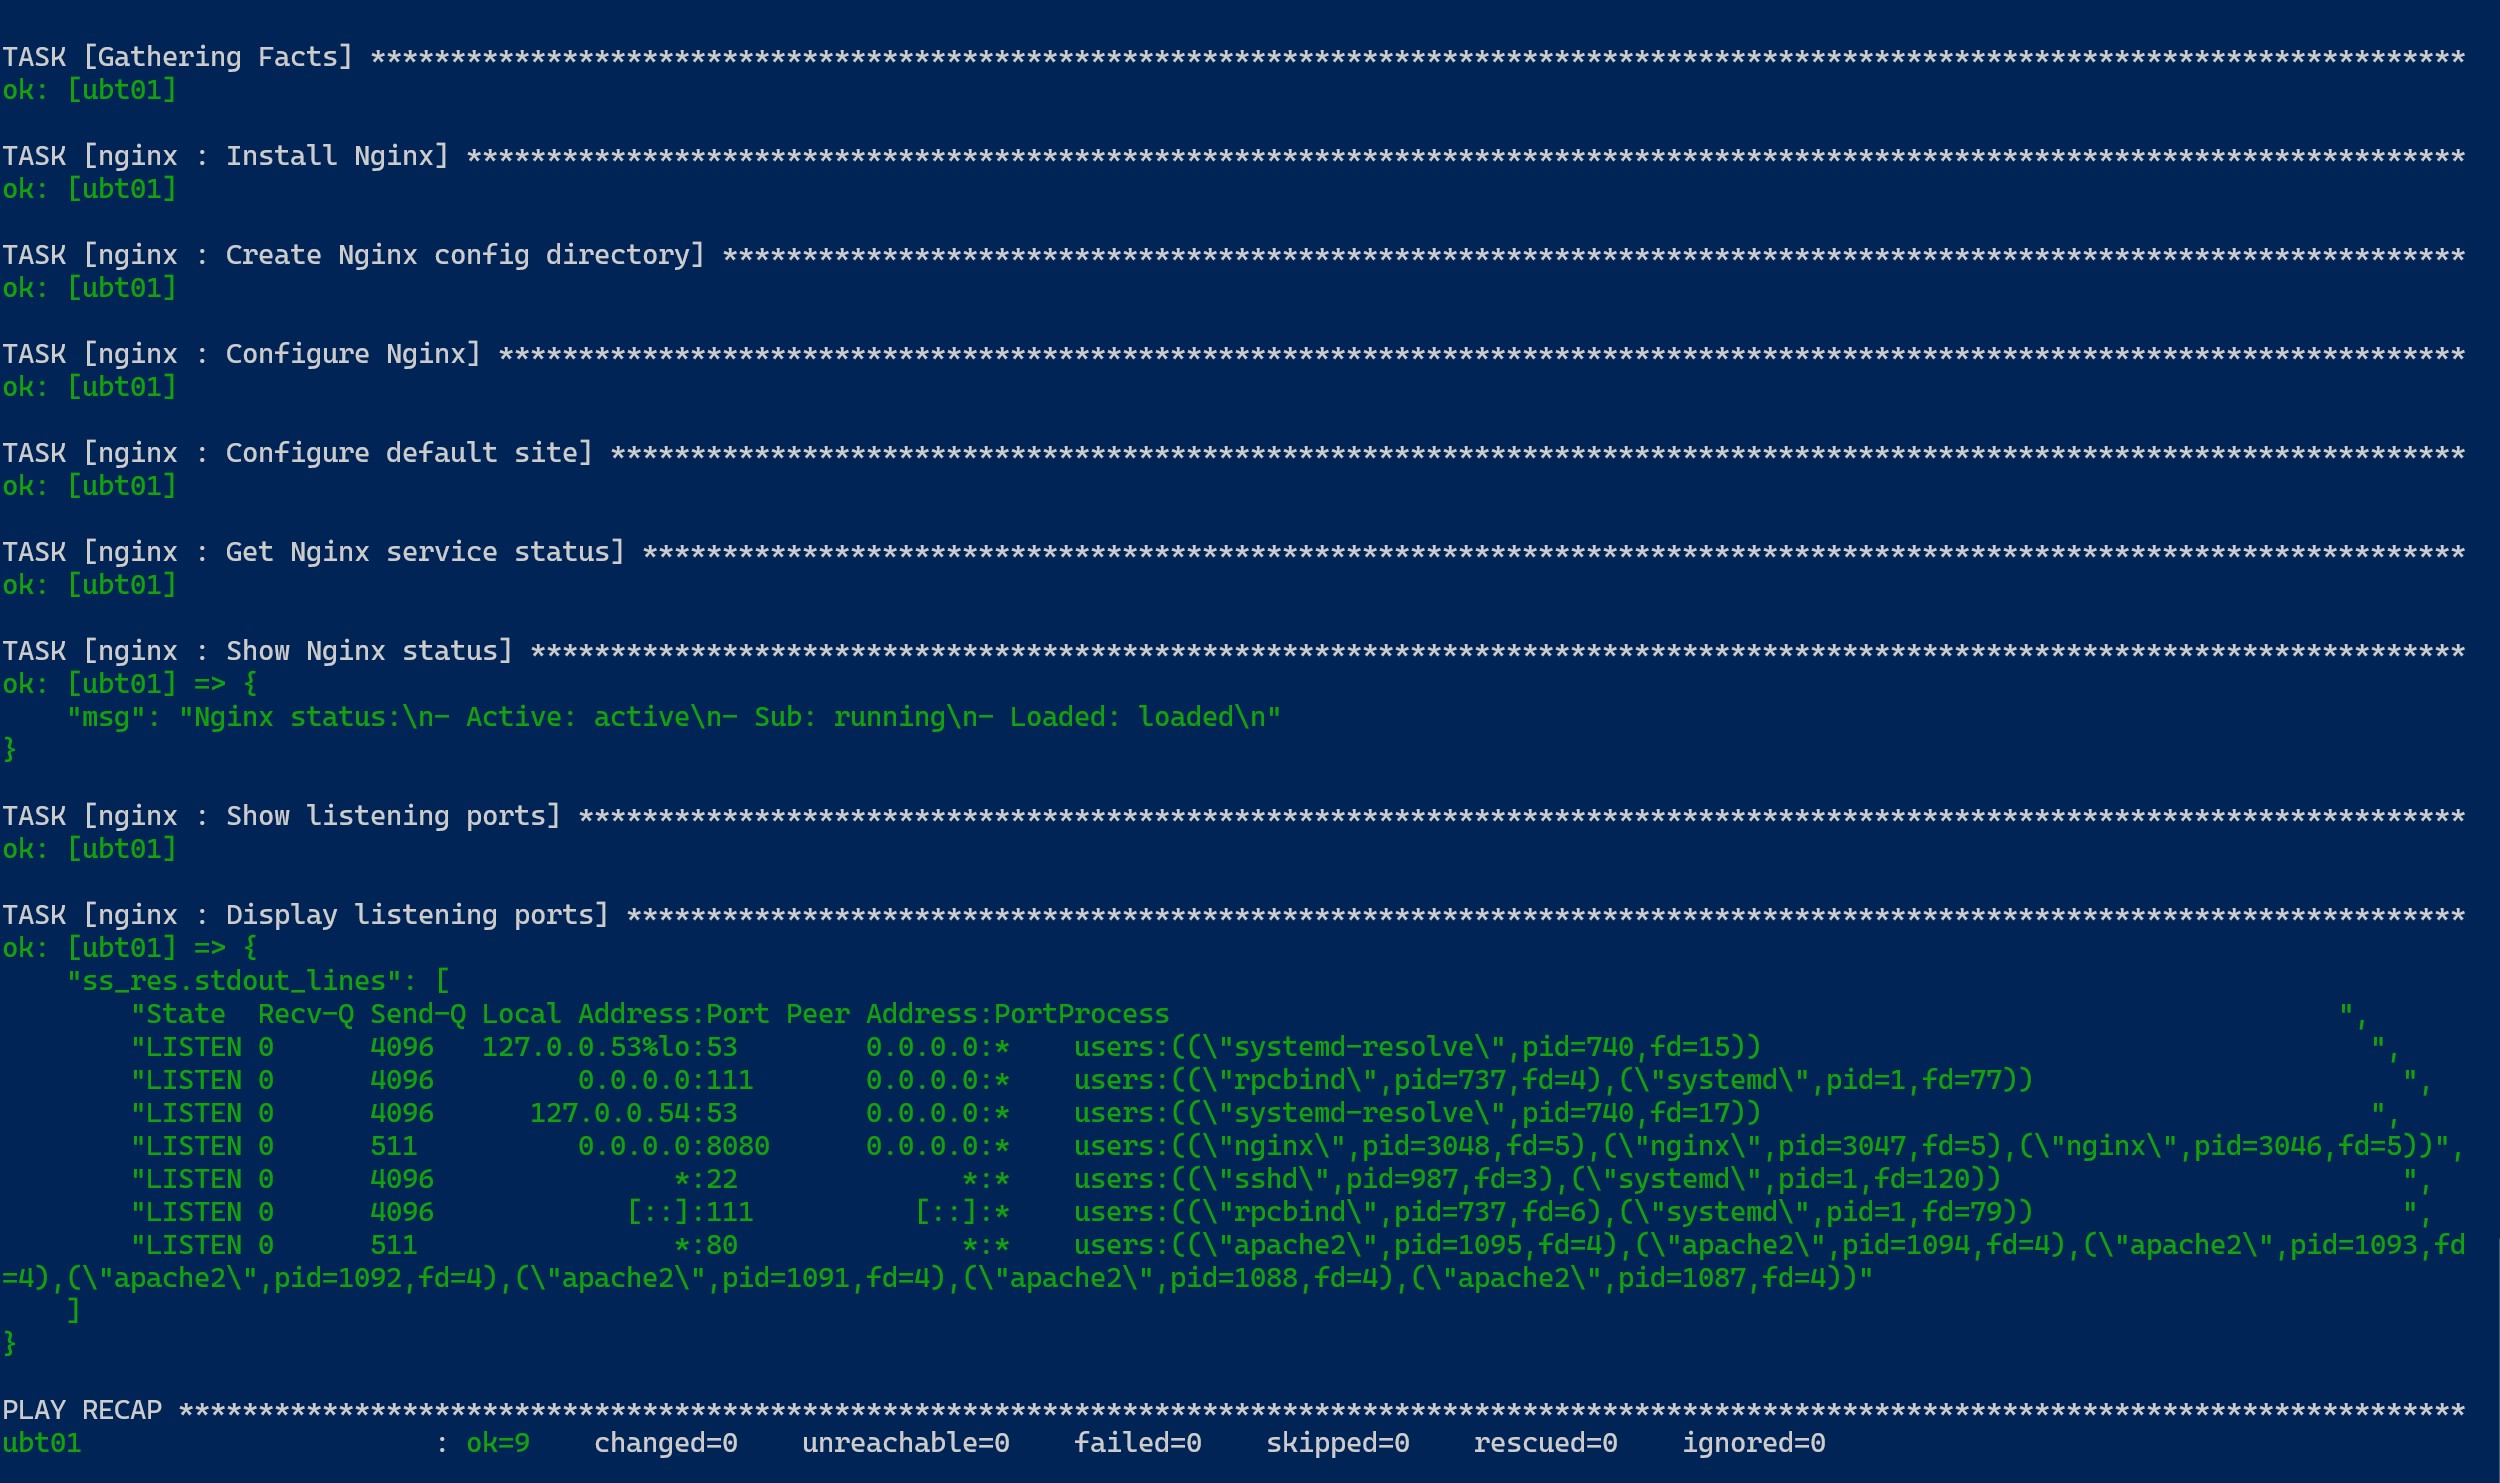 TASK [Gathering Facts] ***********************************************************************************************************************************
ok: [ubt01]
TASK [nginx : Install Nginx] *****************************************************************************************************************************
ok: [ubt01]
TASK [nginx : Create Nginx config directory] *************************************************************************************************************
ok: [ubt01]
TASK [nginx : Configure Nginx] ***************************************************************************************************************************
ok: [ubt01]
TASK [nginx : Configure default site] ********************************************************************************************************************
ok: [ubt01]
TASK [nginx : Get Nginx service status] ******************************************************************************************************************
ok: [ubt01]
TASK [nginx : Show Nginx status] *************************************************************************************************************************
ok: [ubt01] => {
    "msg": "Nginx status:\n- Active: active\n- Sub: running\n- Loaded: loaded\n"
}
TASK [nginx : Show listening ports] **********************************************************************************************************************
ok: [ubt01]
TASK [nginx : Display listening ports] *******************************************************************************************************************
ok: [ubt01] => {
    "ss_res.stdout_lines": [
        "State  Recv-Q Send-Q Local Address:Port Peer Address:PortProcess                                                                         ",
        "LISTEN 0      4096   127.0.0.53%lo:53        0.0.0.0:*    users:((\"systemd-resolve\",pid=740,fd=15))                                      ",
        "LISTEN 0      4096         0.0.0.0:111       0.0.0.0:*    users:((\"rpcbind\",pid=737,fd=4),(\"systemd\",pid=1,fd=77))                       ",
        "LISTEN 0      4096      127.0.0.54:53        0.0.0.0:*    users:((\"systemd-resolve\",pid=740,fd=17))                                      ",
        "LISTEN 0      511          0.0.0.0:8080      0.0.0.0:*    users:((\"nginx\",pid=3048,fd=5),(\"nginx\",pid=3047,fd=5),(\"nginx\",pid=3046,fd=5))",
        "LISTEN 0      4096               *:22              *:*    users:((\"sshd\",pid=987,fd=3),(\"systemd\",pid=1,fd=120))                         ",
        "LISTEN 0      4096            [::]:111          [::]:*    users:((\"rpcbind\",pid=737,fd=6),(\"systemd\",pid=1,fd=79))                       ",
        "LISTEN 0      511                *:80              *:*    users:((\"apache2\",pid=1095,fd=4),(\"apache2\",pid=1094,fd=4),(\"apache2\",pid=1093,fd
=4),(\"apache2\",pid=1092,fd=4),(\"apache2\",pid=1091,fd=4),(\"apache2\",pid=1088,fd=4),(\"apache2\",pid=1087,fd=4))"
    ]
}
PLAY RECAP ***********************************************************************************************************************************************
ubt01                      : ok=9    changed=0    unreachable=0    failed=0    skipped=0    rescued=0    ignored=0